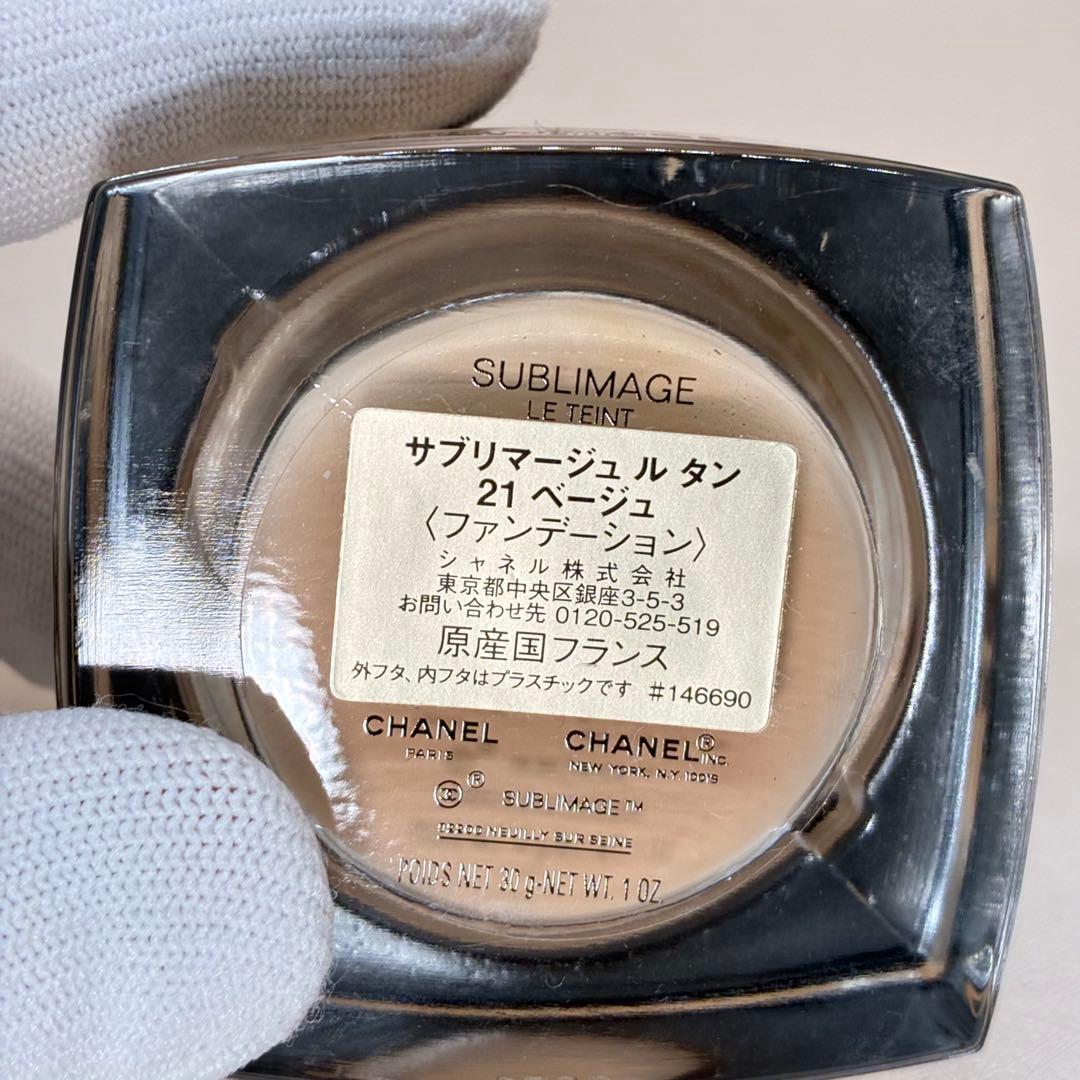 SUBLIMAGE
LE TEINT
サブリマージュ ル タン
21 ベージュ
〈ファンデーション〉
シャネル株式会社
東京都中央区銀座3-5-3
お問い合わせ先 0120-525-519
原産国フランス
外フタ、内フタはプラスチックです #146690
CHANEL
PARIS
CHANEL® INC.
NEW YORK, N.Y. 10019
® SUBLIMAGE™
92200 NEUILLY SUR SEINE
POIDS NET 30 g-NET WT. 1 OZ.